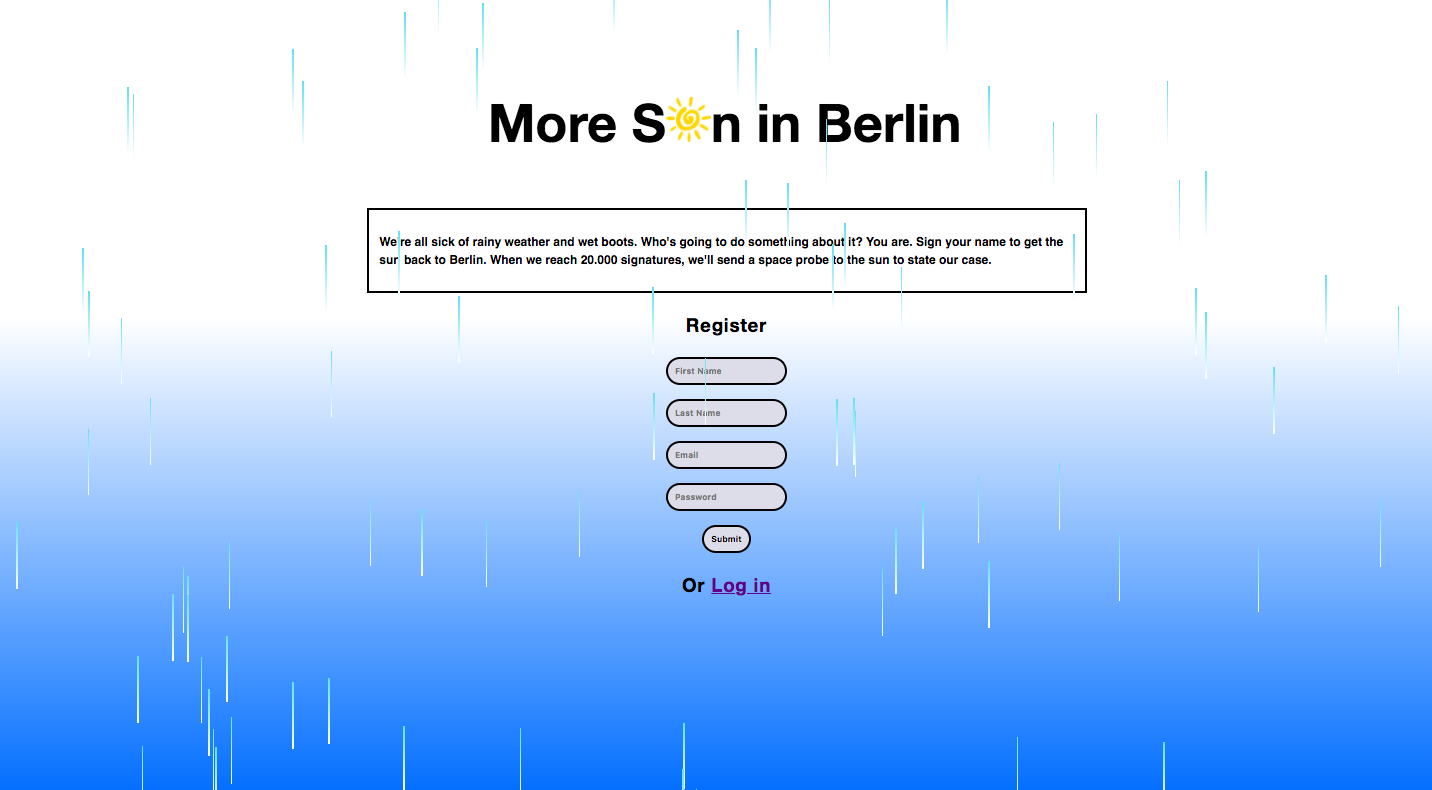 More Sun in Berlin
We're all sick of rainy weather and wet boots. Who's going to do something about it? You are. Sign your name to get the
sun back to Berlin. When we reach 20.000 signatures, we'll send a space probe to the sun to state our case.
Register
First Name
Last Name
Email
Password
Submit
Or Log in